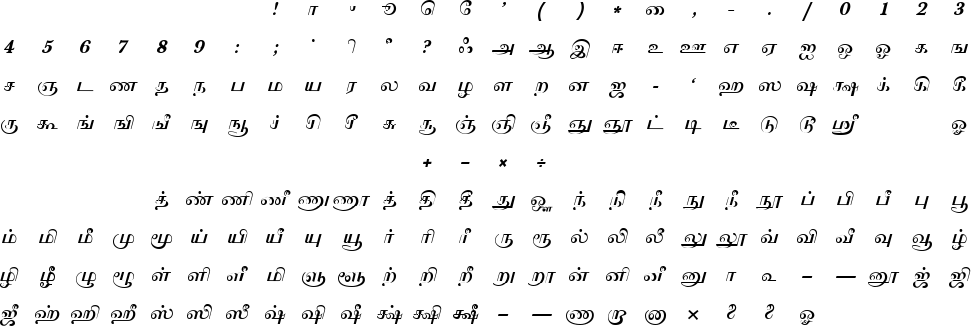 ! ா ு ூ ெ ே ’ ( ) * ை , - . / 0 1 2 3
4 5 6 7 8 9 : ; ் ி ீ ? ஃ அ ஆ இ ஈ உ ஊ எ ஏ ஐ ஒ ஓ க ங
ச ஞ ட ண த ந ப ம ய ர ல வ ழ ள ற ன ஜ - ‘ ஹ ஸ ஷ க்ஷ க் கி கீ
கு கூ ங் ஙி ஙீ ஙு ஙூ ச் சி சீ சு சூ ஞ் ஞி ஞீ ஞு ஞூ ட் டி டீ டு டூ ஸ்ரீ ஓ
+ − × ÷
த் ண் ணி ணீ ணு ணூ த் தி தீ து ஔ ந் நி நீ நு நீ நூ ப் பி பீ பு பூ
ம் மி மீ மு மூ ய் யி யீ யு யூ ர் ரி ரீ ரு ரூ ல் லி லீ லு லூ வ் வி வீ வு வூ ழ்
ழி ழீ ழு ழூ ள் ளி ளீ மி ளு ளூ ற் றி றீ று றூ ன் னி னீ னு ா – — னூ ஜ் ஜி
ஜீ ஹ் ஹி ஹீ ஸ் ஸி ஸீ ஷ் ஷி ஷீ க்ஷ் க்ஷி க்ஷீ – — ×  ஓ